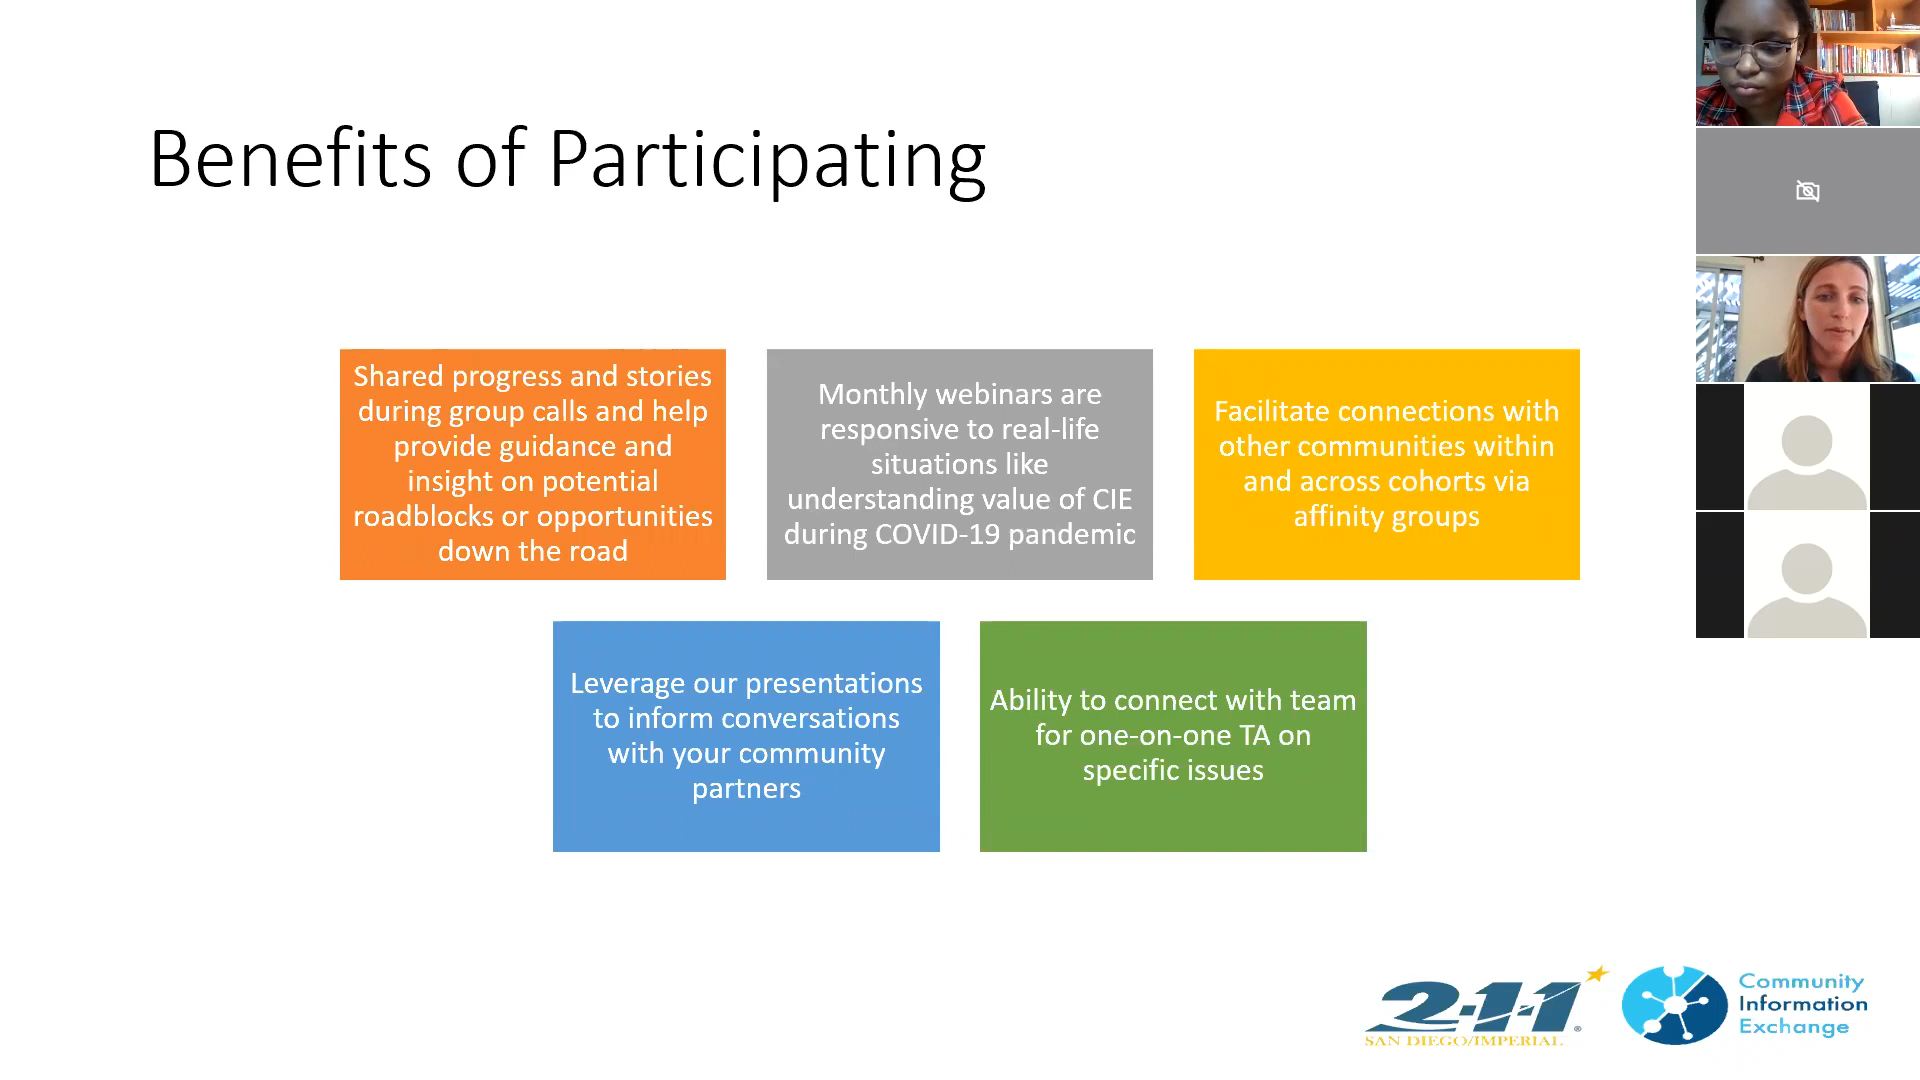 Benefits of Participating
Shared progress and stories
during group calls and help
provide guidance and
insight on potential
roadblocks or opportunities
down the road
Monthly webinars are
responsive to real-life
situations like
understanding value of CIE
during COVID-19 pandemic
Facilitate connections with
other communities within
and across cohorts via
affinity groups
Leverage our presentations
to inform conversations
with your community
partners
Ability to connect with team
for one-on-one TA on
specific issues
2-1-1®
SAN DIEGO/IMPERIAL
Community
Information
Exchange